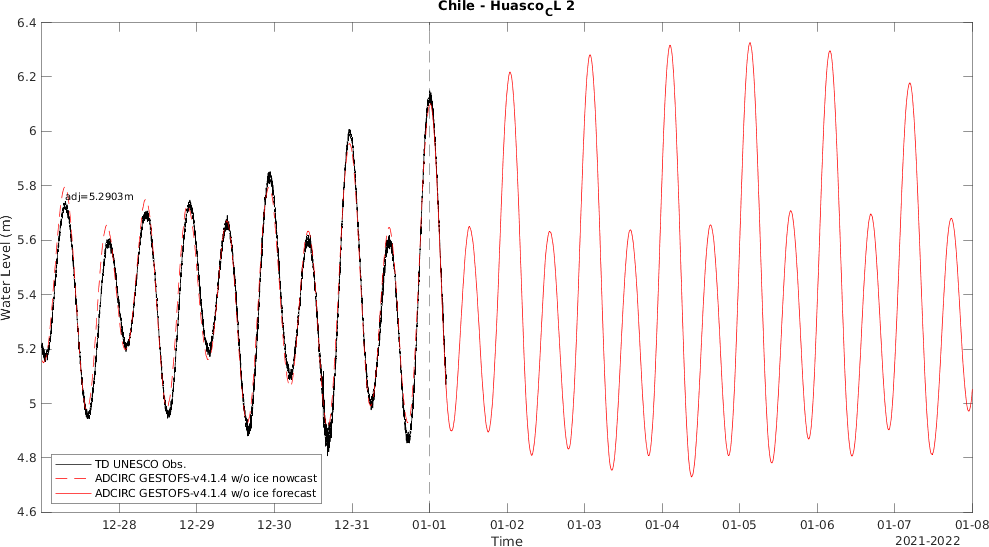 Chile - Huasco_CL 2
6.4
6.2
6
5.8
5.6
5.4
5.2
5
4.8
4.6
Water Level (m)
adj=5.2903m
TD UNESCO Obs.
ADCIRC GESTOFS-v4.1.4 w/o ice nowcast
ADCIRC GESTOFS-v4.1.4 w/o ice forecast
12-28 12-29 12-30 12-31 01-01 01-02 01-03 01-04 01-05 01-06 01-07 01-08
Time
2021-2022